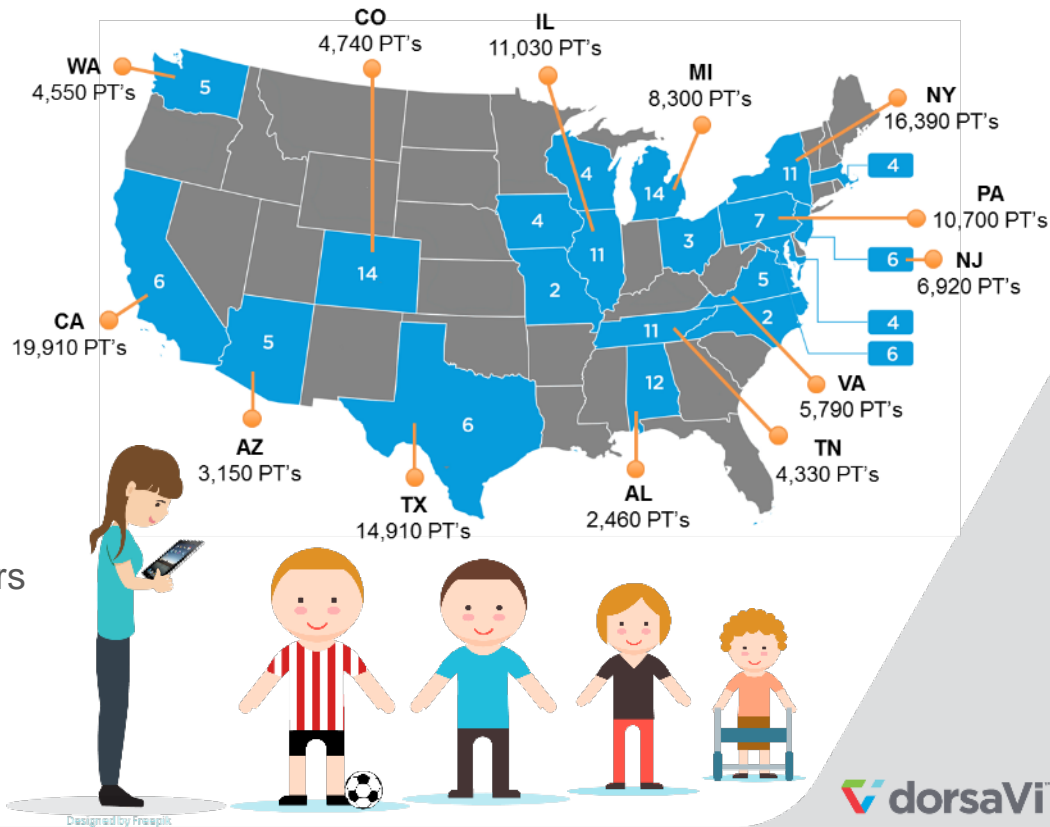 CO
4,740 PT's
IL
11,030 PT's
WA
4,550 PT's
MI
8,300 PT's
NY
16,390 PT's
5
4
14
11
4
PA
10,700 PT's
4
7
3
11
14
6
NJ
6,920 PT's
6
2
5
CA
19,910 PT's
5
11
2
4
6
12
VA
5,790 PT's
6
TN
4,330 PT's
AZ
3,150 PT's
TX
14,910 PT's
AL
2,460 PT's
rs
Designed by Freepik
dorsaVi